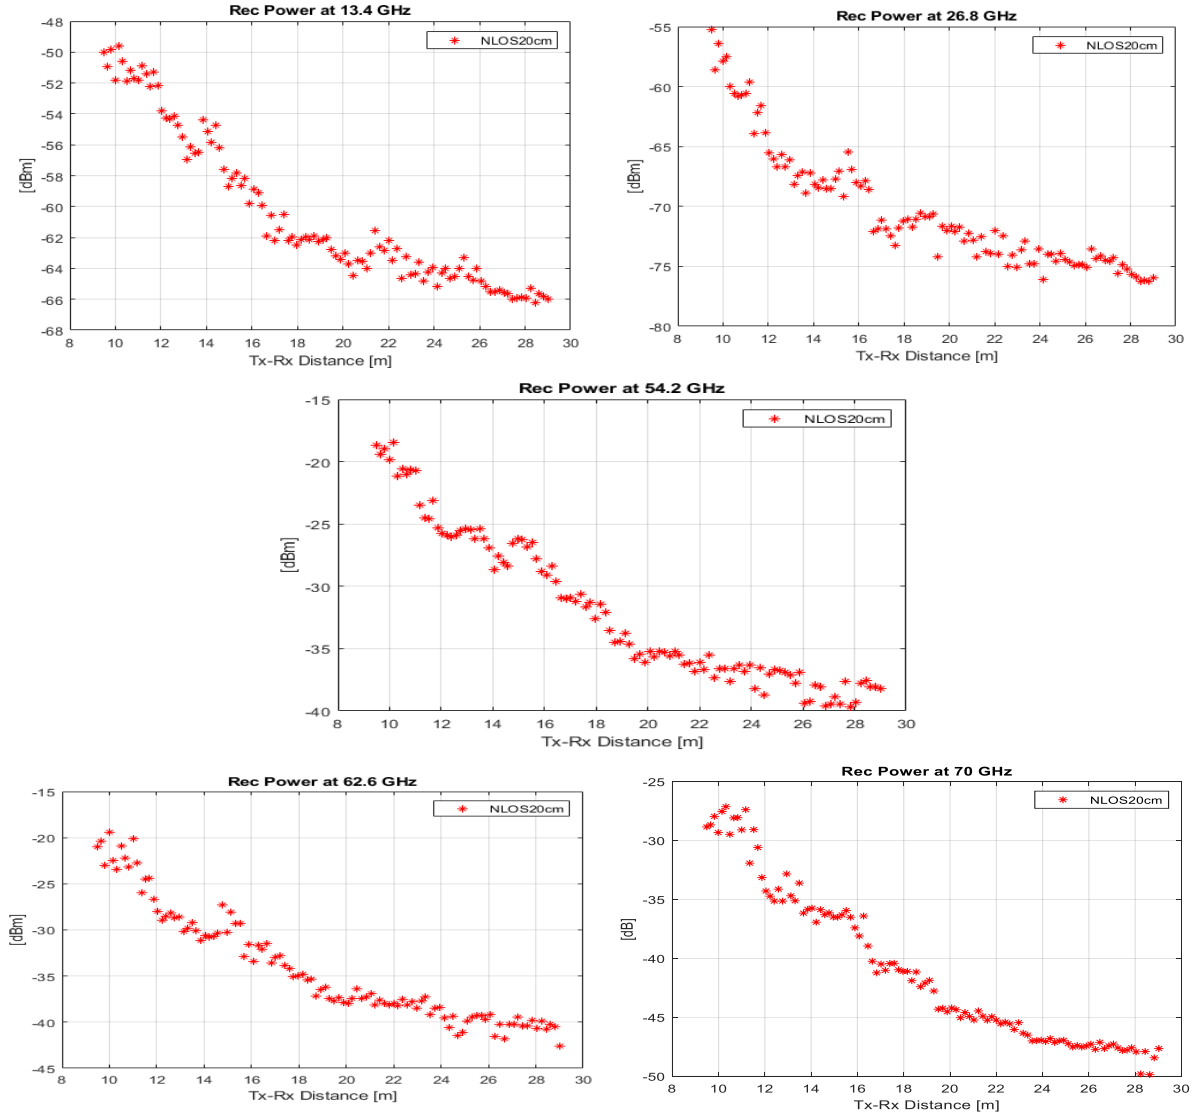 Rec Power at 13.4 GHz
NLOS20cm
-48
-50
-52
-54
-56
-58
-60
-62
-64
-66
-68
[dBm]
8 10 12 14 16 18 20 22 24 26 28 30
Tx-Rx Distance [m]
Rec Power at 26.8 GHz
NLOS20cm
-55
-60
-65
-70
-75
-80
[dBm]
8 10 12 14 16 18 20 22 24 26 28 30
Tx-Rx Distance [m]
Rec Power at 54.2 GHz
NLOS20cm
-15
-20
-25
-30
-35
-40
[dBm]
8 10 12 14 16 18 20 22 24 26 28 30
Tx-Rx Distance [m]
Rec Power at 62.6 GHz
NLOS20cm
-15
-20
-25
-30
-35
-40
-45
[dBm]
8 10 12 14 16 18 20 22 24 26 28 30
Tx-Rx Distance [m]
Rec Power at 70 GHz
NLOS20cm
-25
-30
-35
-40
-45
-50
[dB]
8 10 12 14 16 18 20 22 24 26 28 30
Tx-Rx Distance [m]